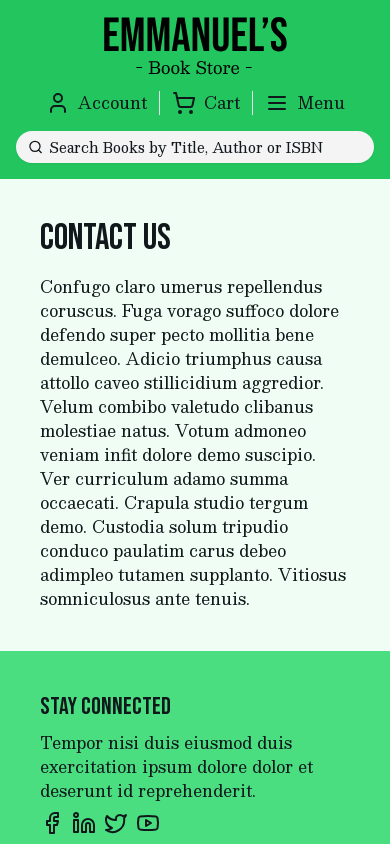 EMMANUEL'S
- Book Store -
Account
Cart
Menu
Search Books by Title, Author or ISBN
CONTACT US
Confugo claro umerus repellendus
coruscus. Fuga vorago suffoco dolore
defendo super pecto mollitia bene
demulceo. Adicio triumphus causa
attollo caveo stillicidium aggredior.
Velum combibo valetudo clibanus
molestiae natus. Votum admoneo
veniam infit dolore demo suscipio.
Ver curriculum adamo summa
occaecati. Crapula studio tergum
demo. Custodia solum tripudio
conduco paulatim carus debeo
adimpleo tutamen supplanto. Vitiosus
somniculosus ante tenuis.
STAY CONNECTED
Tempor nisi duis eiusmod duis
exercitation ipsum dolore dolor et
deserunt id reprehenderit.